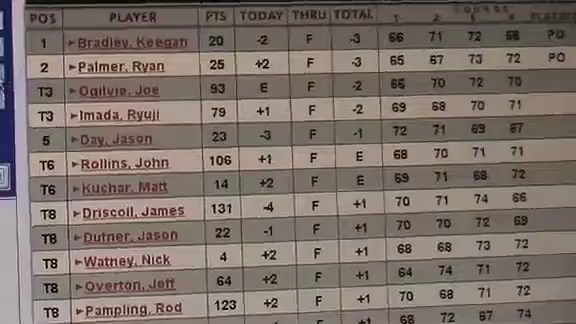 POS PLAYER PTS TODAY THRU TOTAL 1 2 3 4
1 Bradley, Keegan 20 -2 F -3 66 71 72 68 PO
2 Palmer, Ryan 25 +2 F -3 65 67 73 72 PO
T3 Ogilvie, Joe 93 E F -2 66 70 72 70
T3 Imada, Ryuji 79 +1 F -2 69 68 70 71
5 Day, Jason 23 -3 F -1 72 71 69 67
T6 Rollins, John 106 +1 F E 68 70 71 71
T6 Kuchar, Matt 14 +2 F E 69 71 68 72
T8 Driscoll, James 131 -4 F +1 70 71 74 66
T8 Dufner, Jason 22 -1 F +1 70 70 72 69
T8 Watney, Nick 4 +2 F +1 68 68 73 72
T8 Overton, Jeff 64 +2 F +1 64 74 71 72
T8 Pampling, Rod 123 +2 F +1 70 68 71 72
68 72 67 74